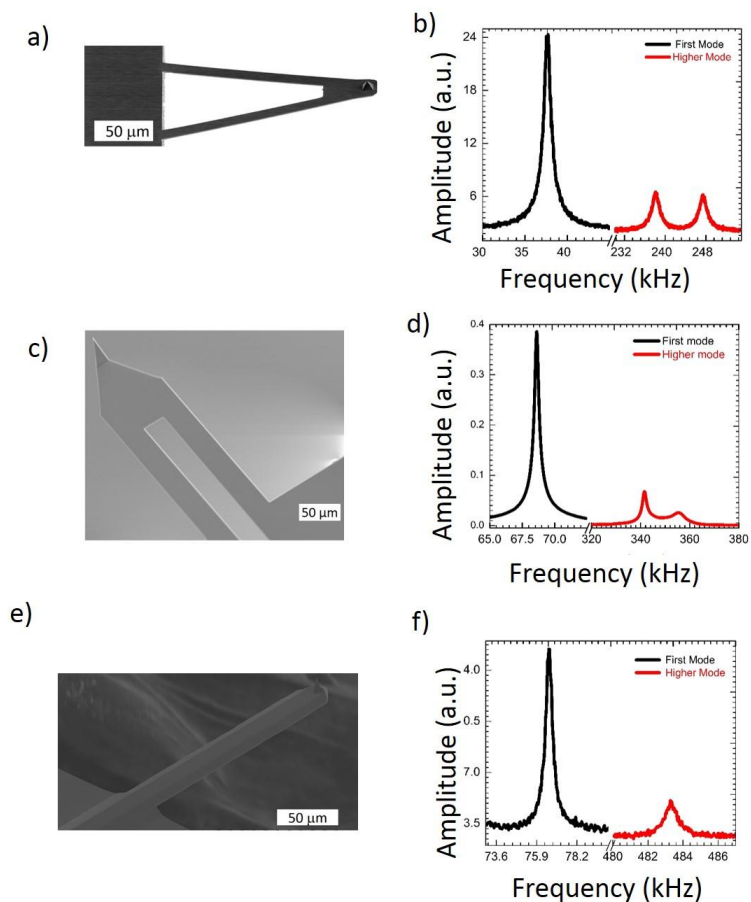 a)
50 µm
b)
Amplitude (a.u.)
24
18
12
6
First Mode
Higher Mode
30 35 40 232 240 248
Frequency (kHz)
c)
50 µm
d)
Amplitude (a.u.)
0.4
0.3
0.2
0.1
0.0
First mode
Higher mode
65.0 67.5 70.0 320 340 360 380
Frequency (kHz)
e)
50 µm
f)
Amplitude (a.u.)
4.0
0.5
7.0
3.5
First Mode
Higher Mode
73.6 75.9 78.2 480 482 484 486
Frequency (kHz)